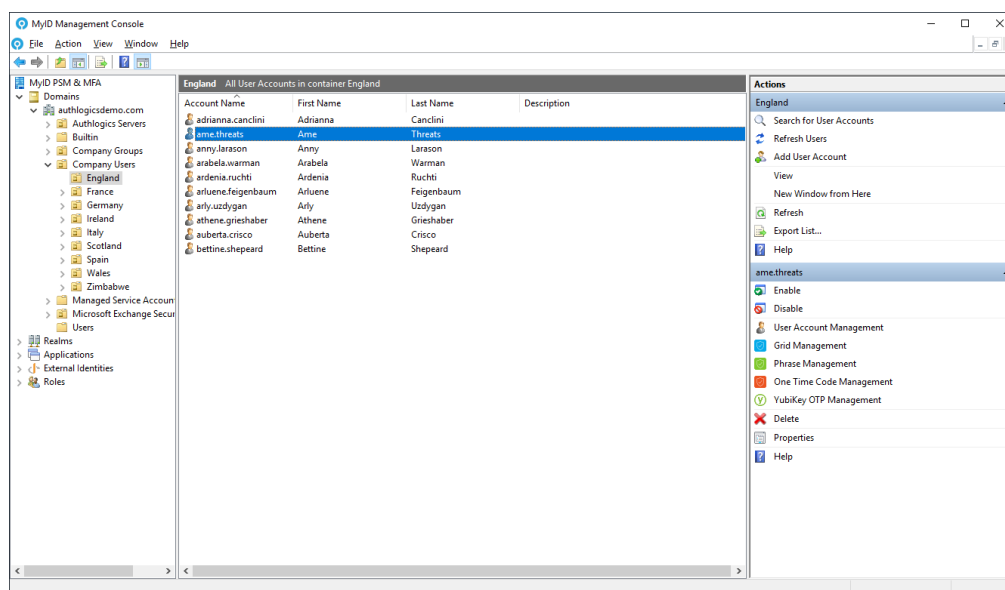 MyID Management Console
File Action View Window Help
MyID PSM & MFA
Domains
authlogicsdemo.com
Authlogics Servers
Builtin
Company Groups
Company Users
England
France
Germany
Ireland
Italy
Scotland
Spain
Wales
Zimbabwe
Managed Service Accoun
Microsoft Exchange Secur
Users
Realms
Applications
External Identities
Roles
England All User Accounts in container England
Account Name First Name Last Name Description
adrianna.canclini Adrianna Canclini
ame.threats Ame Threats
anny.larason Anny Larason
arabela.warman Arabela Warman
ardenia.ruchti Ardenia Ruchti
arluene.feigenbaum Arluene Feigenbaum
arly.uzdygan Arly Uzdygan
athene.grieshaber Athene Grieshaber
auberta.crisco Auberta Crisco
bettine.shepeard Bettine Shepeard
Actions
England
Search for User Accounts
Refresh Users
Add User Account
View
New Window from Here
Refresh
Export List...
Help
ame.threats
Enable
Disable
User Account Management
Grid Management
Phrase Management
One Time Code Management
YubiKey OTP Management
Delete
Properties
Help